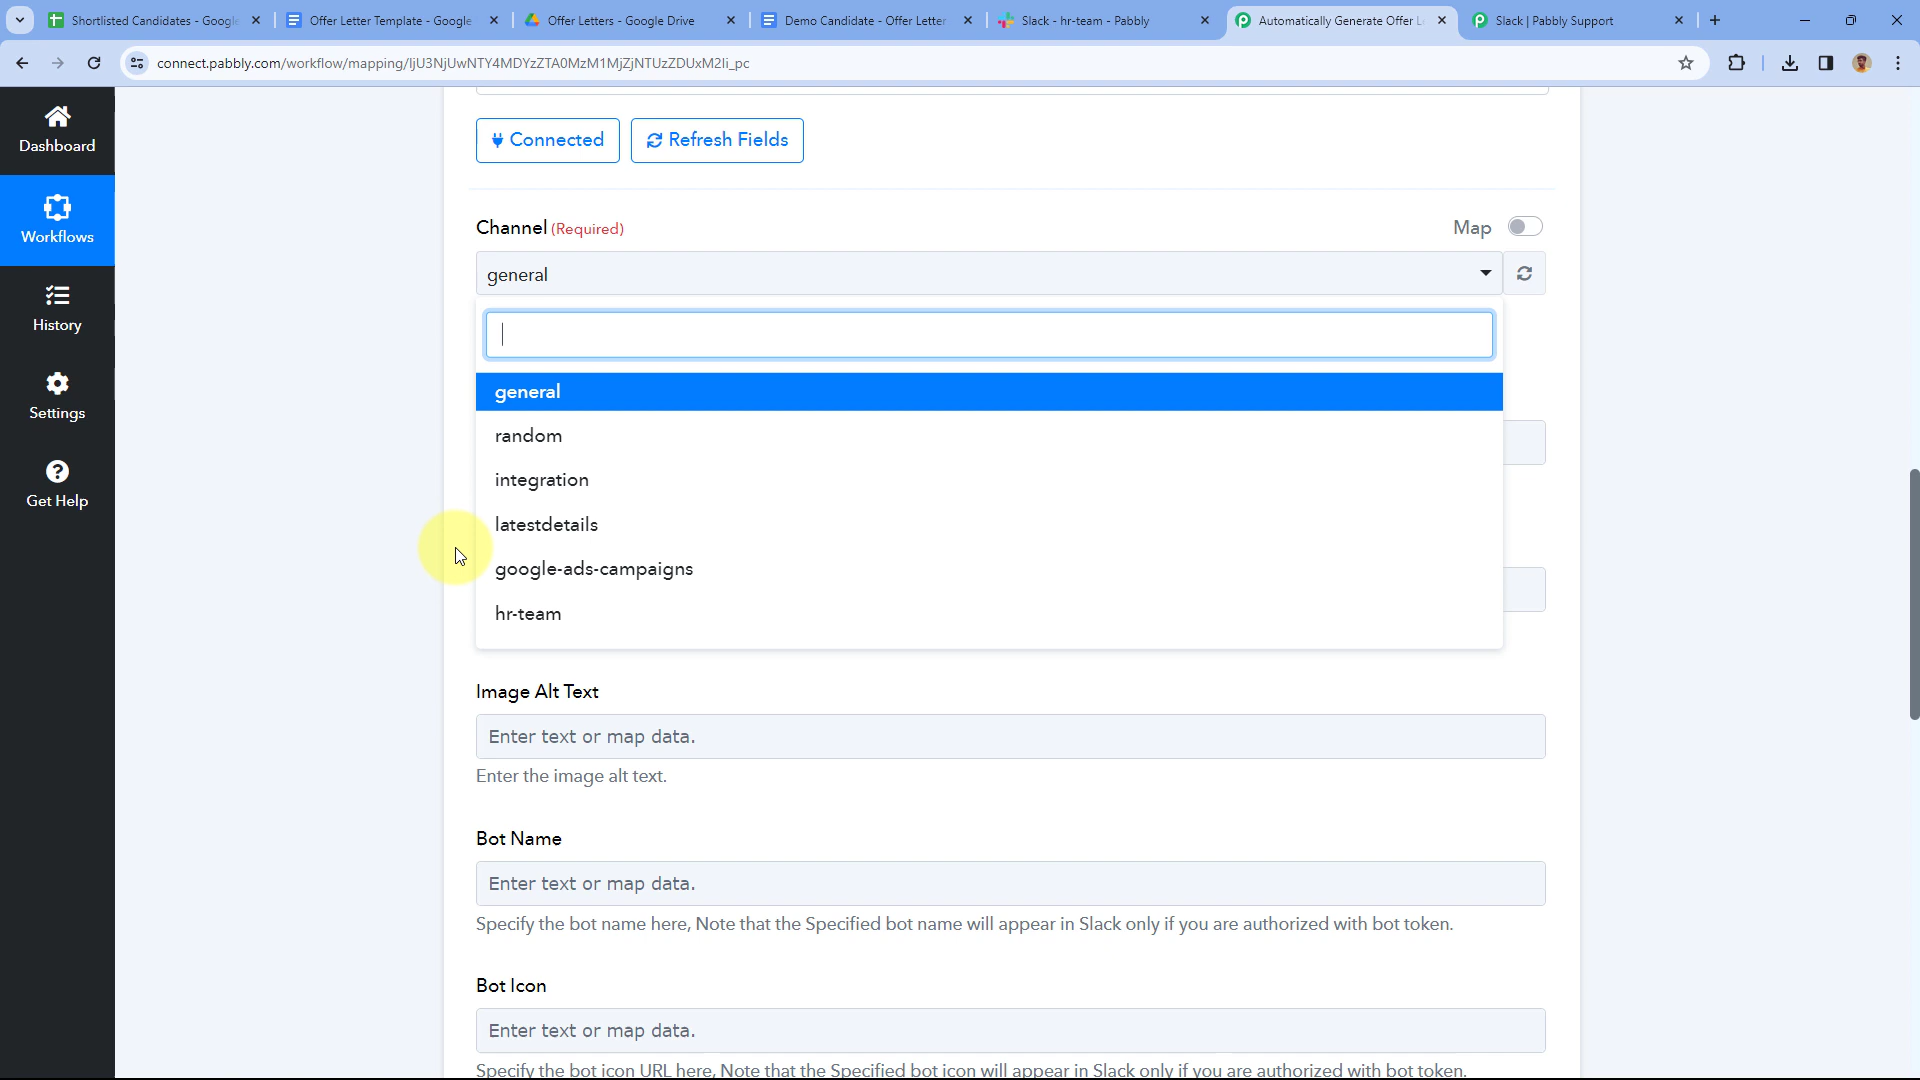 Shortlisted Candidates - Google
Offer Letter Template - Google
Offer Letters - Google Drive
Demo Candidate - Offer Letter
Slack - hr-team - Pabbly
Automatically Generate Offer L
Slack | Pabbly Support
connect.pabbly.com/workflow/mapping/IjU3NjUwNTY4MDYzZTA0MzM1MjZjNTUzZDUxM2Ii_pc
Dashboard
Workflows
History
Settings
Get Help
Connected
Refresh Fields
Channel (Required)
Map
general
general
random
integration
latestdetails
google-ads-campaigns
hr-team
Image Alt Text
Enter text or map data.
Enter the image alt text.
Bot Name
Enter text or map data.
Specify the bot name here, Note that the Specified bot name will appear in Slack only if you are authorized with bot token.
Bot Icon
Enter text or map data.
Specify the bot icon URL here, Note that the Specified bot icon will appear in Slack only if you are authorized with bot token.